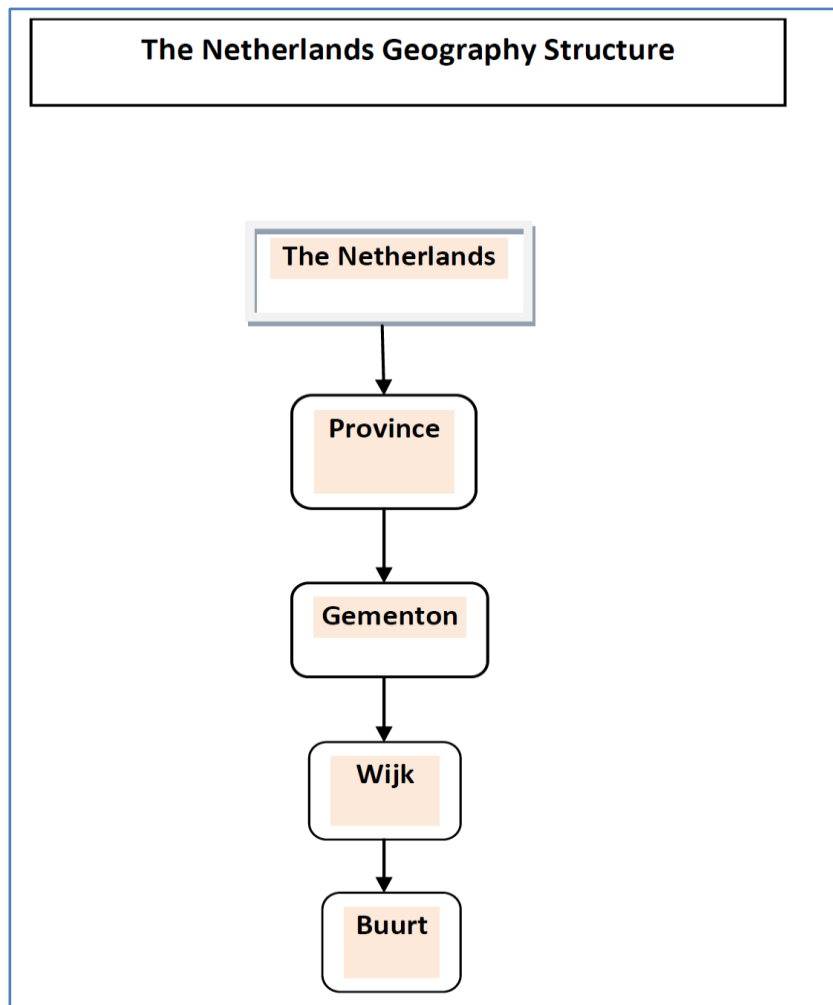 The Netherlands Geography Structure
The Netherlands
Province
Gementon
Wijk
Buurt